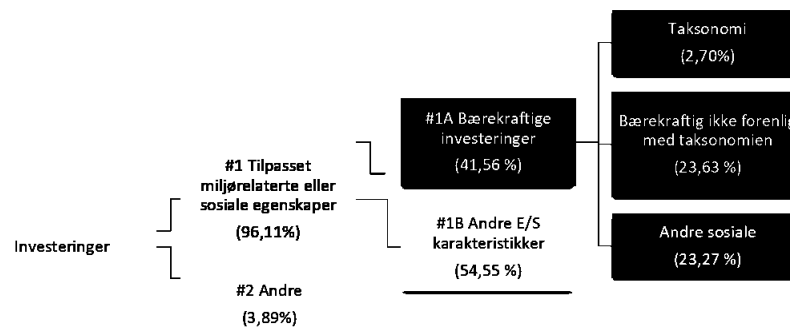 Taksonomi
(2,70%)
#1A Bærekraftige
investeringer
(41,56 %)
Bærekraftig ikke forenlig
med taksonomien
(23,63 %)
#1 Tilpasset
miljørelaterte eller
sosiale egenskaper
(96,11%)
#1B Andre E/S
karakteristikker
(54,55 %)
Andre sosiale
(23,27 %)
Investeringer
#2 Andre
(3,89%)